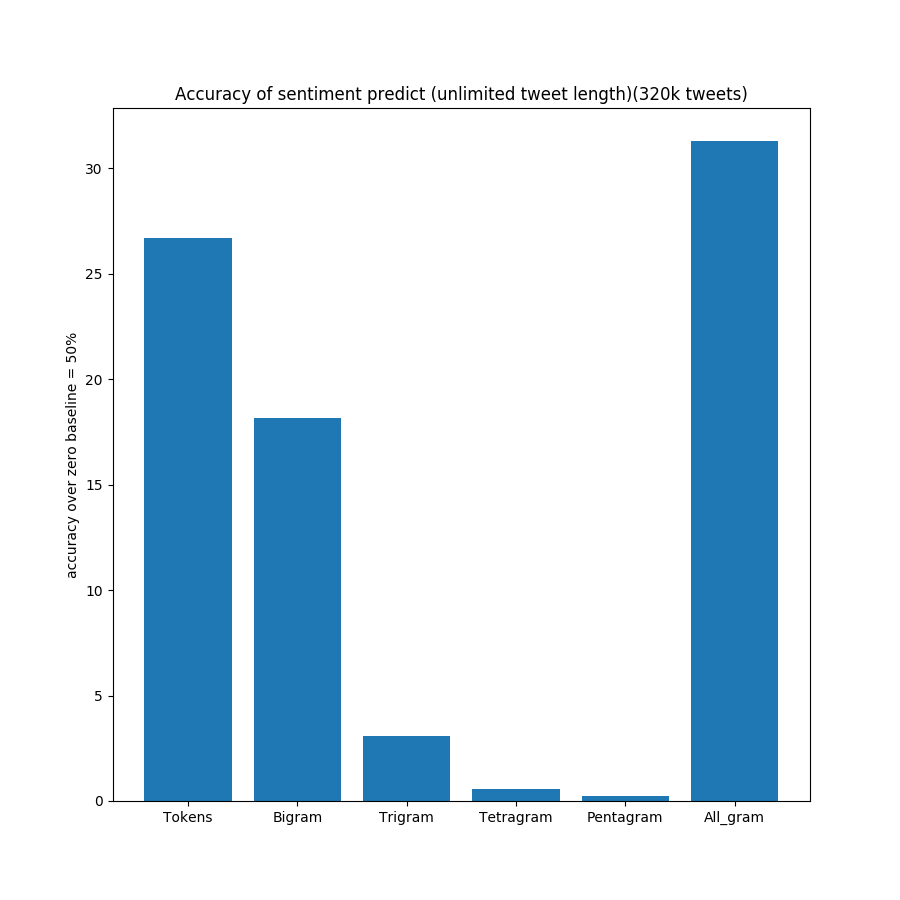 Accuracy of sentiment predict (unlimited tweet length)(320k tweets)
accuracy over zero baseline = 50%
30
25
20
15
10
5
0
Tokens Bigram Trigram Tetragram Pentagram All_gram